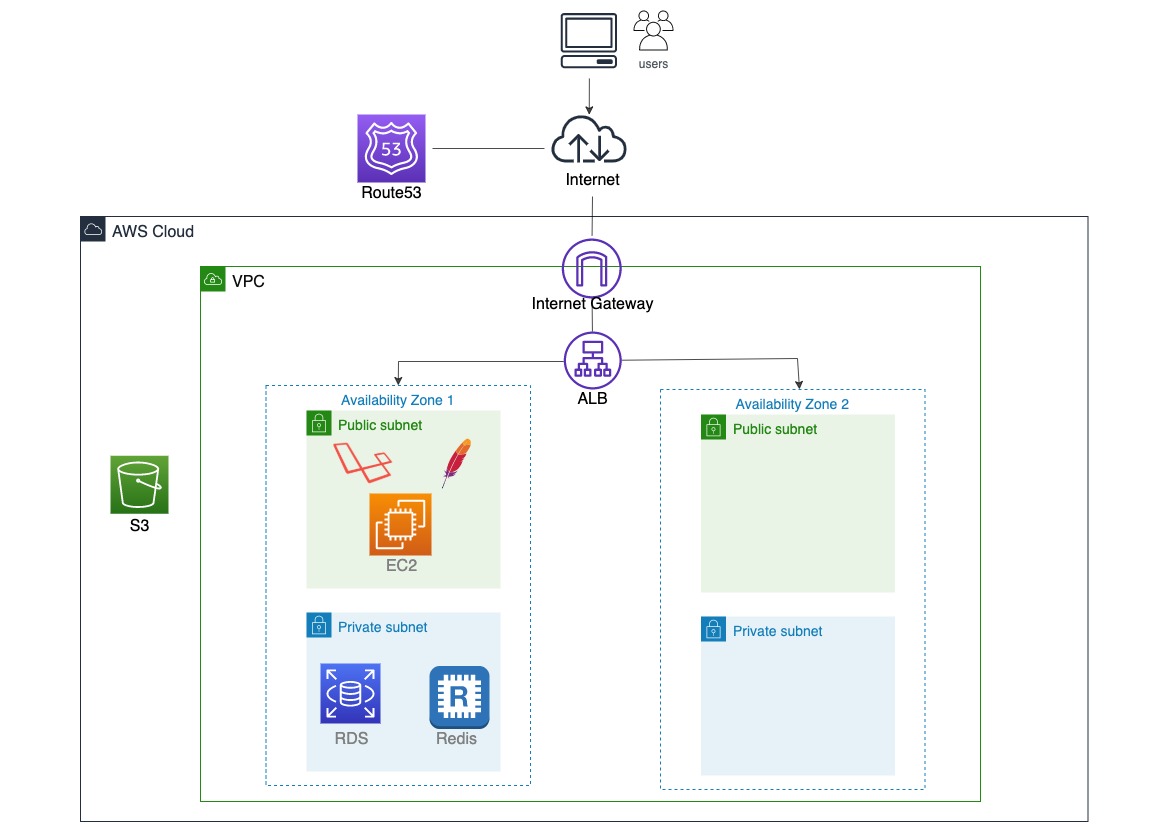 users
53
Route53
Internet
AWS Cloud
VPC
Internet Gateway
ALB
Availability Zone 1
Availability Zone 2
Public subnet
Public subnet
S3
EC2
Private subnet
Private subnet
R
RDS
Redis